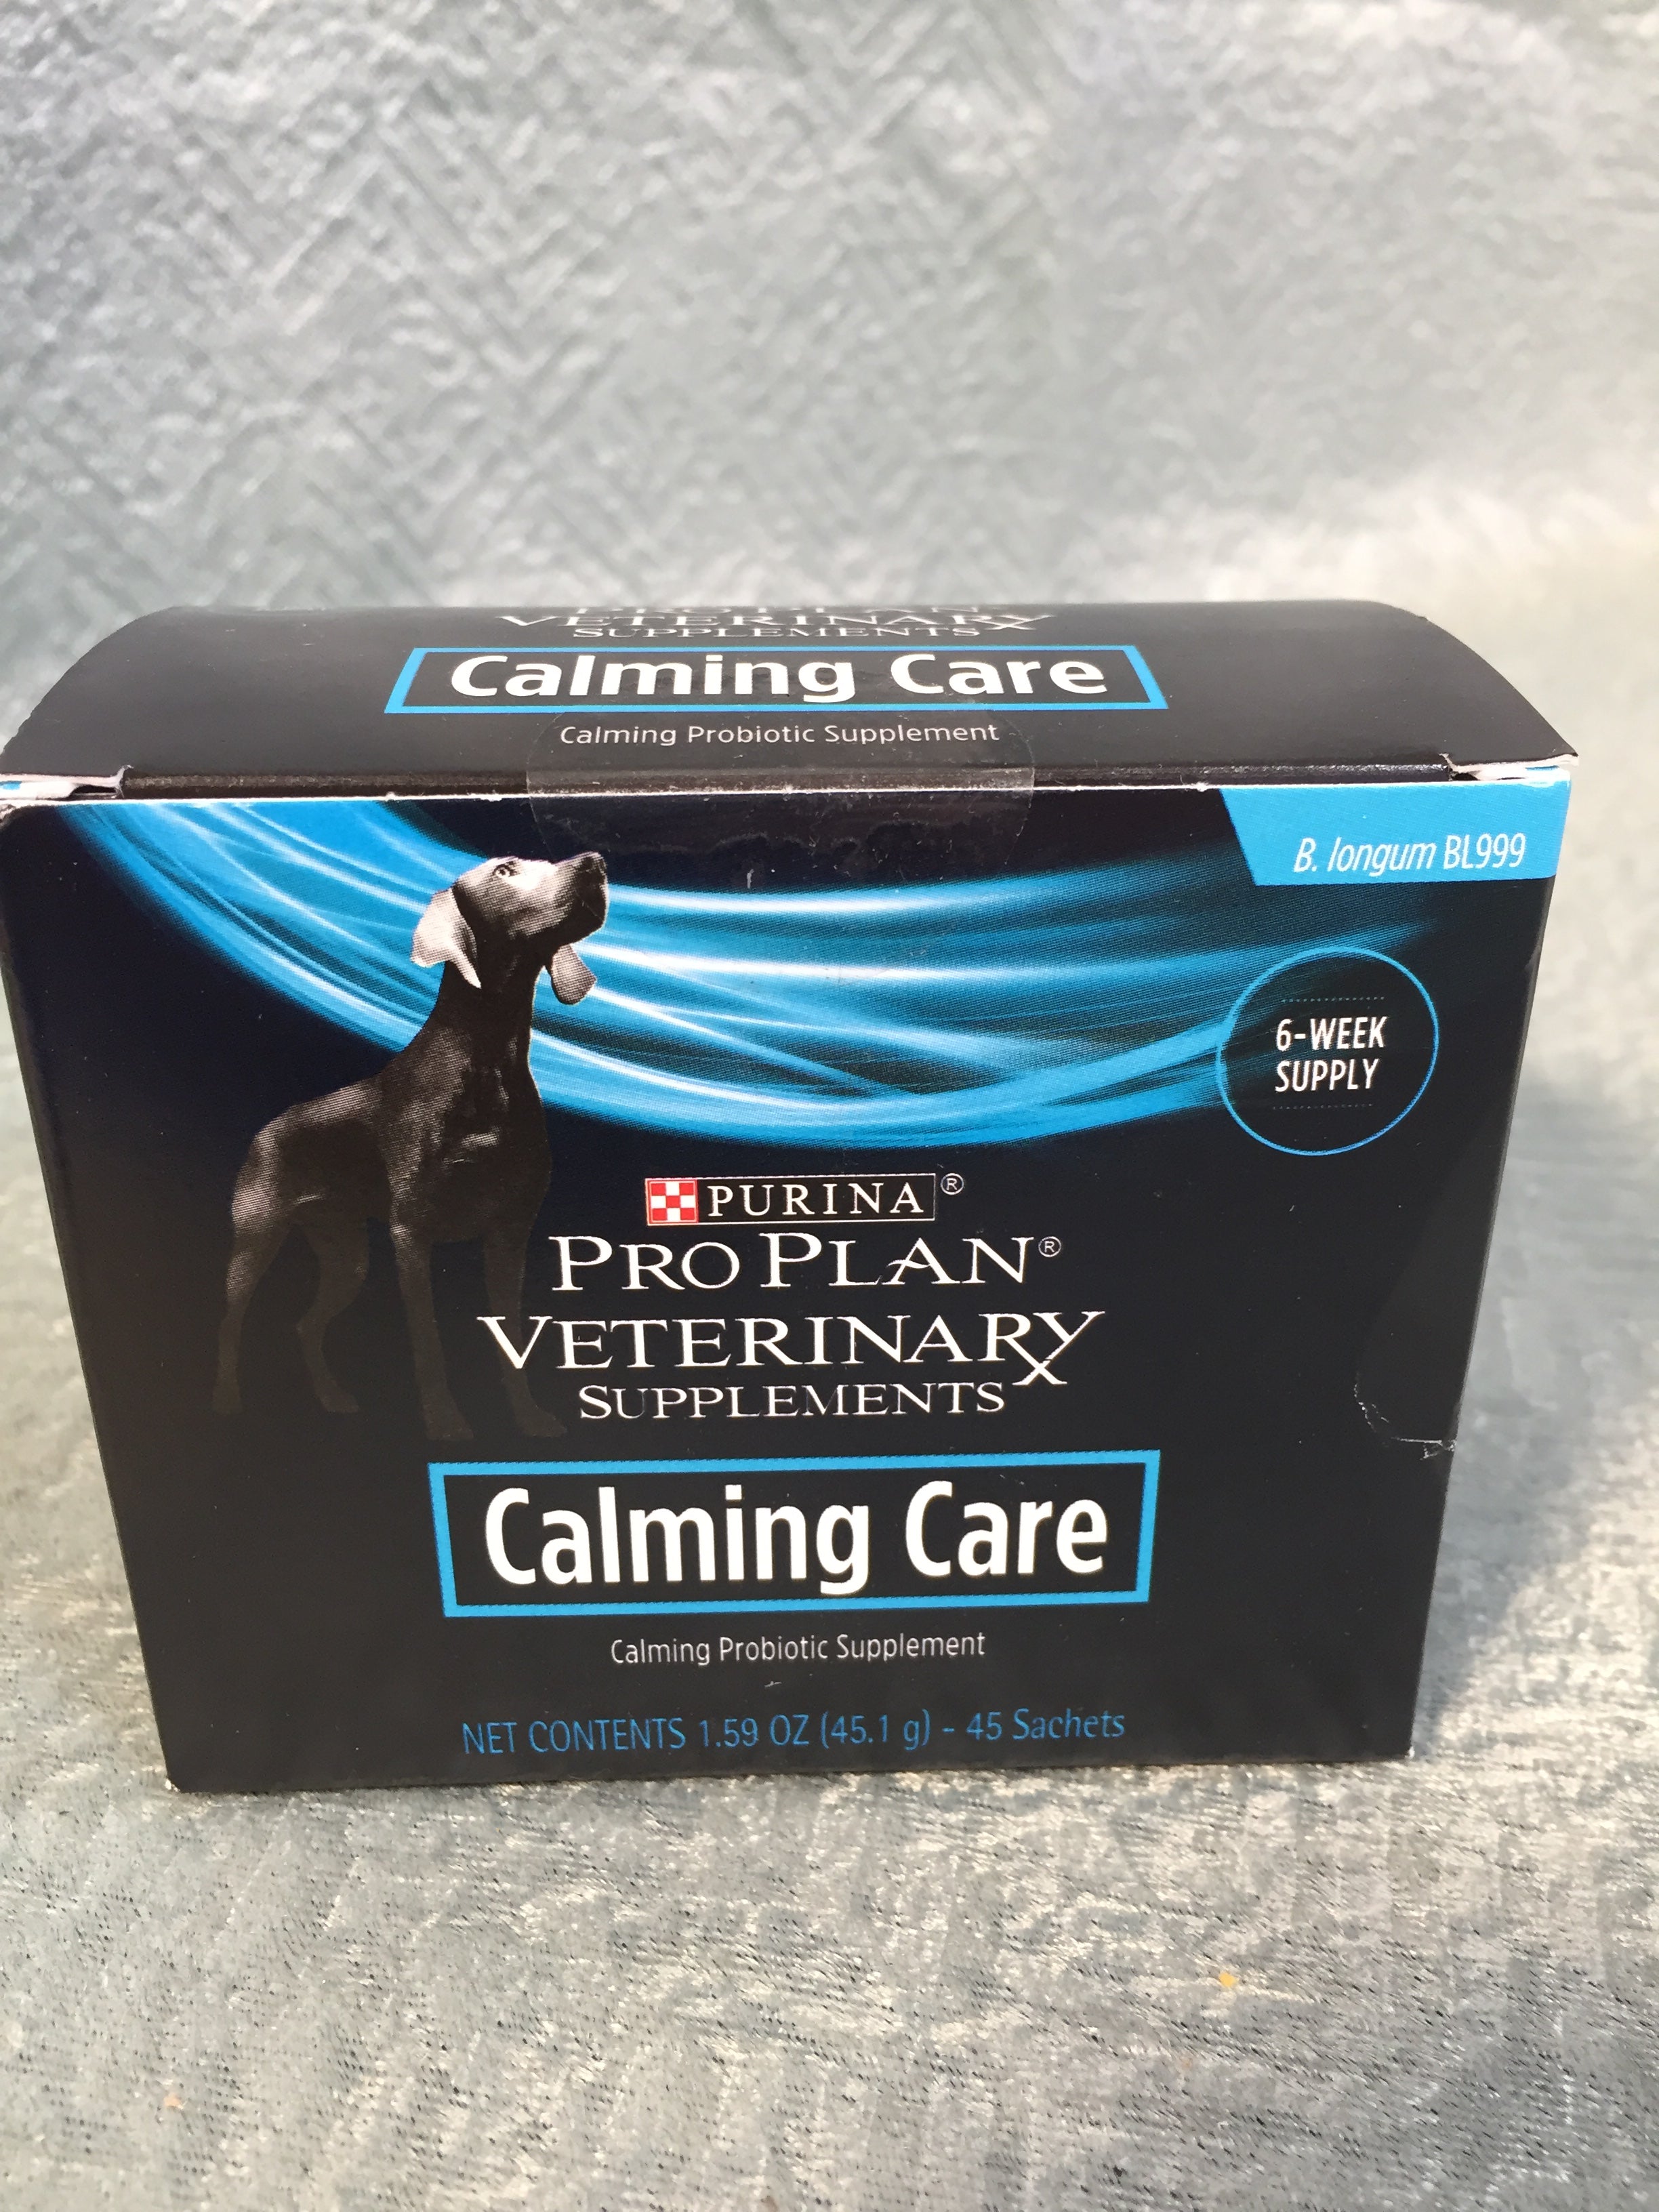 PRO PLAN
VETERINARY
SUPPLEMENTS
Calming Care
Calming Probiotic Supplement
B. longum BL999
6-WEEK
SUPPLY
PURINA®
PRO PLAN®
VETERINARY
SUPPLEMENTS
Calming Care
Calming Probiotic Supplement
NET CONTENTS 1.59 OZ (45.1 g) - 45 Sachets